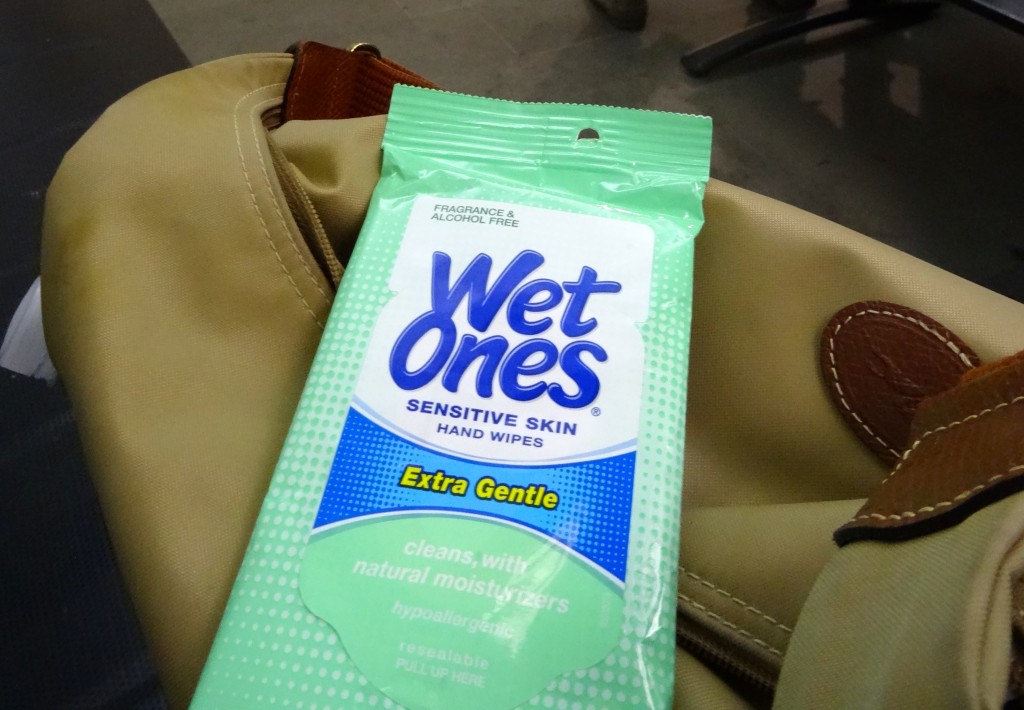 FRAGRANCE &
ALCOHOL FREE
Wet
Ones®
SENSITIVE SKIN
HAND WIPES
Extra Gentle
cleans, with
natural moisturizers
hypoallergenic
resealable
PULL UP HERE